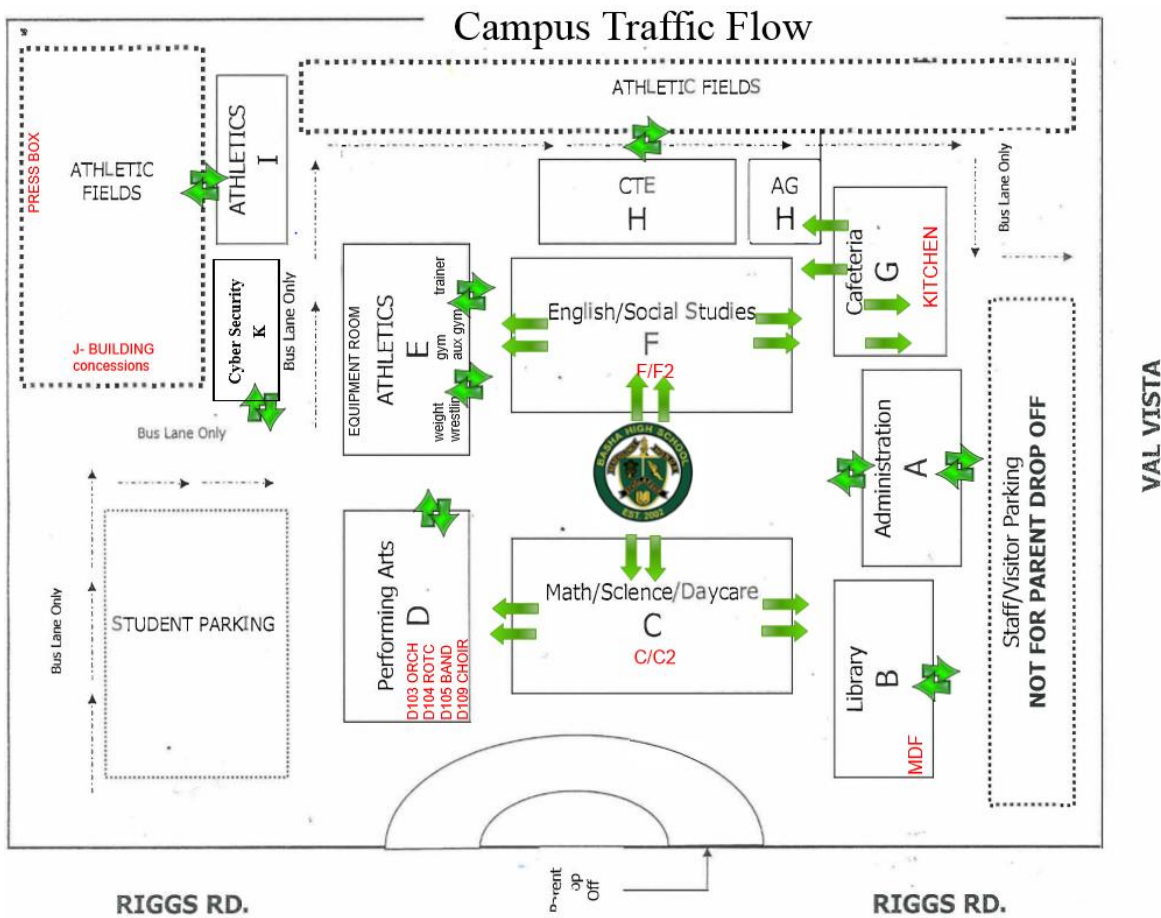 Campus Traffic Flow
ATHLETIC FIELDS
PRESS BOX
ATHLETIC
FIELDS
J- BUILDING
concessions
ATHLETICS
I
Cyber Security
K
Bus Lane Only
Bus Lane Only
CTE
H
AG
H
Cafeteria
G
KITCHEN
Bus Lane Only
EQUIPMENT ROOM
ATHLETICS
E
gym
aux gym
trainer
weight
wrestling
English/Social Studies
F
F/F2
BASHA HIGH SCHOOL
EST. 2002
Administration
A
Staff/Visitor Parking
NOT FOR PARENT DROP OFF
VAL VISTA
Bus Lane Only
STUDENT PARKING
Performing Arts
D
D103 ORCH
D104 ROTC
D105 BAND
D109 CHOIR
Math/Science/Daycare
C
C/C2
Library
B
MDF
Off
RIGGS RD.
RIGGS RD.